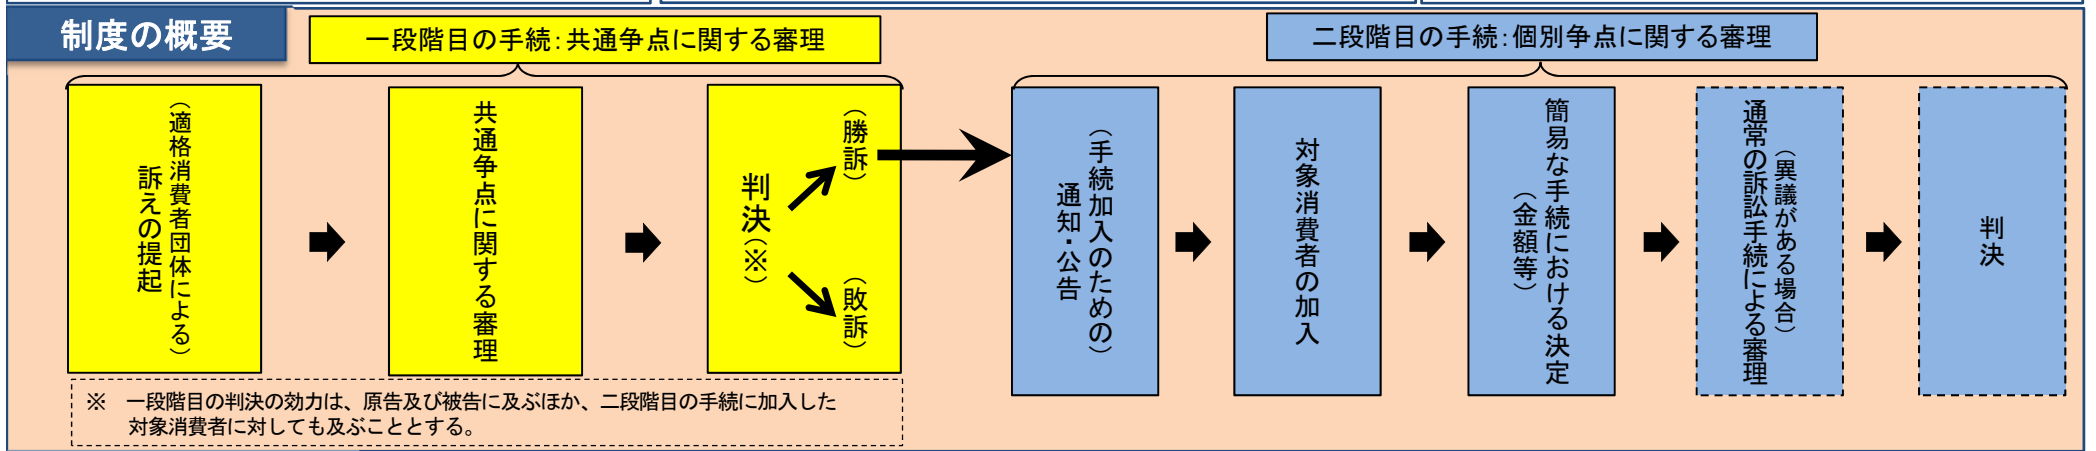 制度の概要
一段階目の手続:共通争点に関する審理
二段階目の手続:個別争点に関する審理
(適格消費者団体による)
訴えの提起
共通争点に関する審理
判決(※)
(勝訴)
(敗訴)
(手続加入のための)
通知・公告
対象消費者の加入
簡易な手続における決定
(金額等)
(異議がある場合)
通常の訴訟手続による審理
判決
※ 一段階目の判決の効力は、原告及び被告に及ぶほか、二段階目の手続に加入した
対象消費者に対しても及ぶこととする。